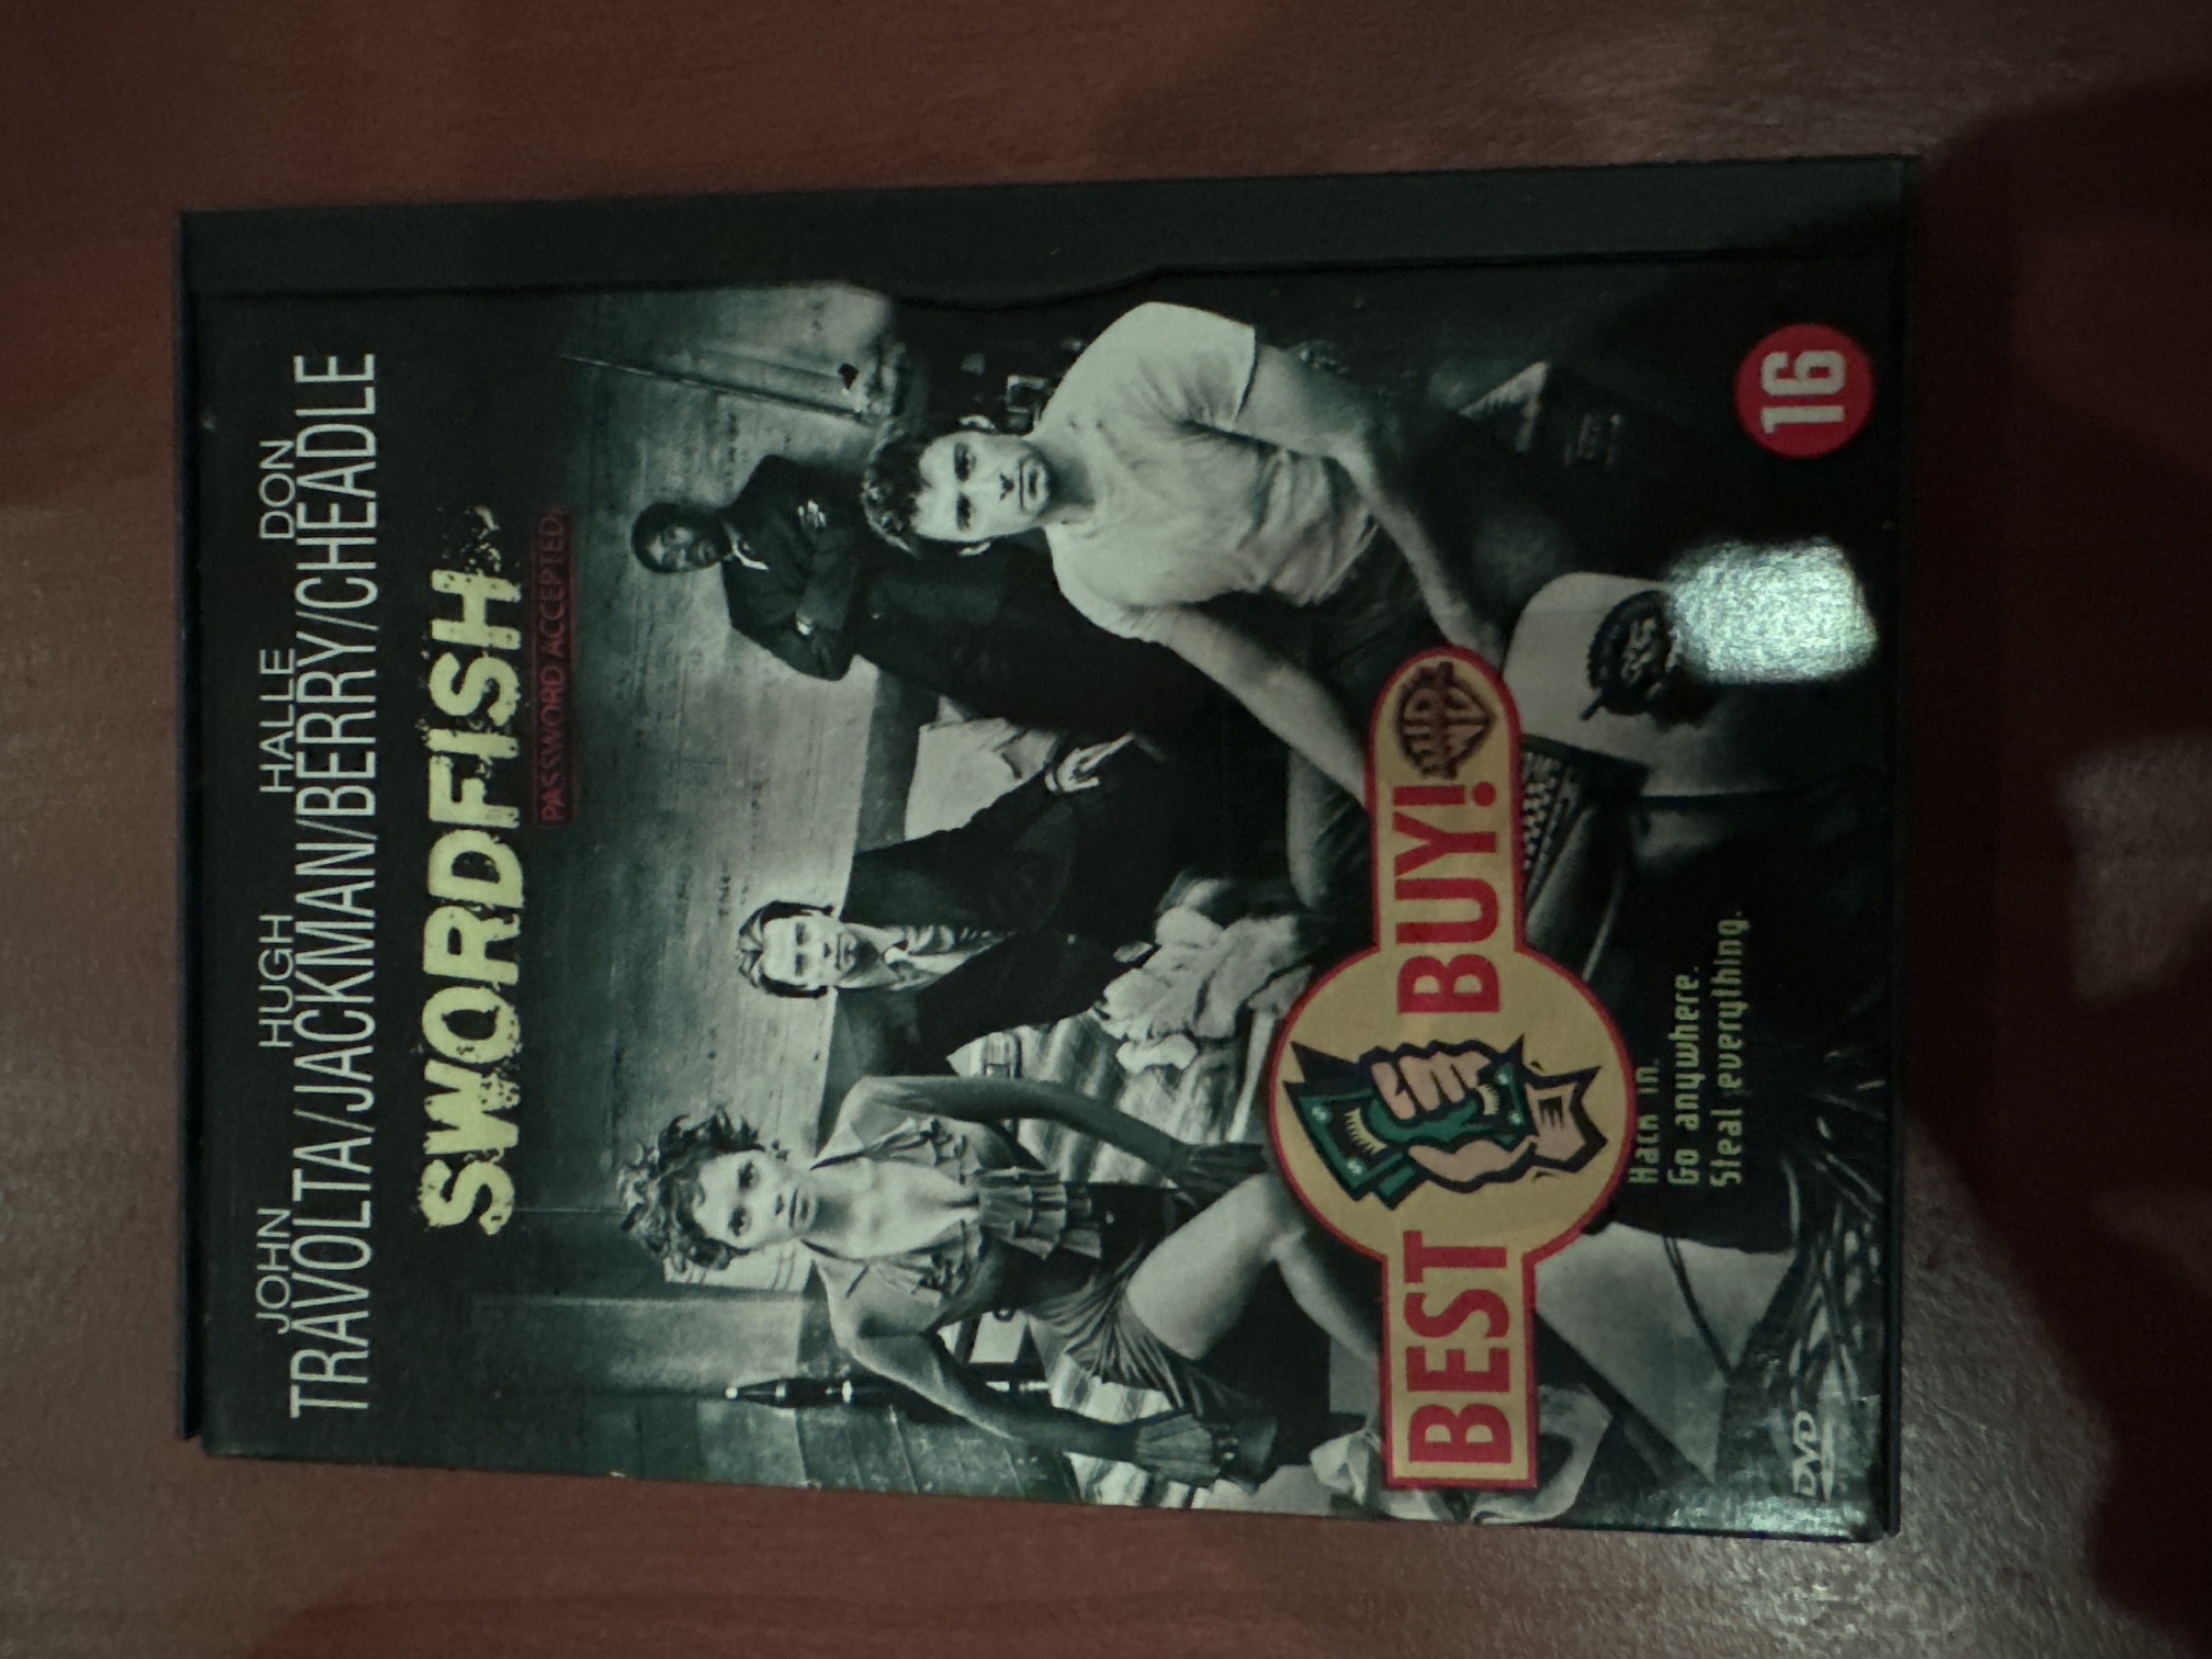 JOHN HUGH HALLE DON
TRAVOLTA/JACKMAN/BERRY/CHEADLE
SWORDFISH
PASSWORD ACCEPTED
BEST BUY!
WB
Hack in.
Go anywhere.
Steal everything.
DVD
16